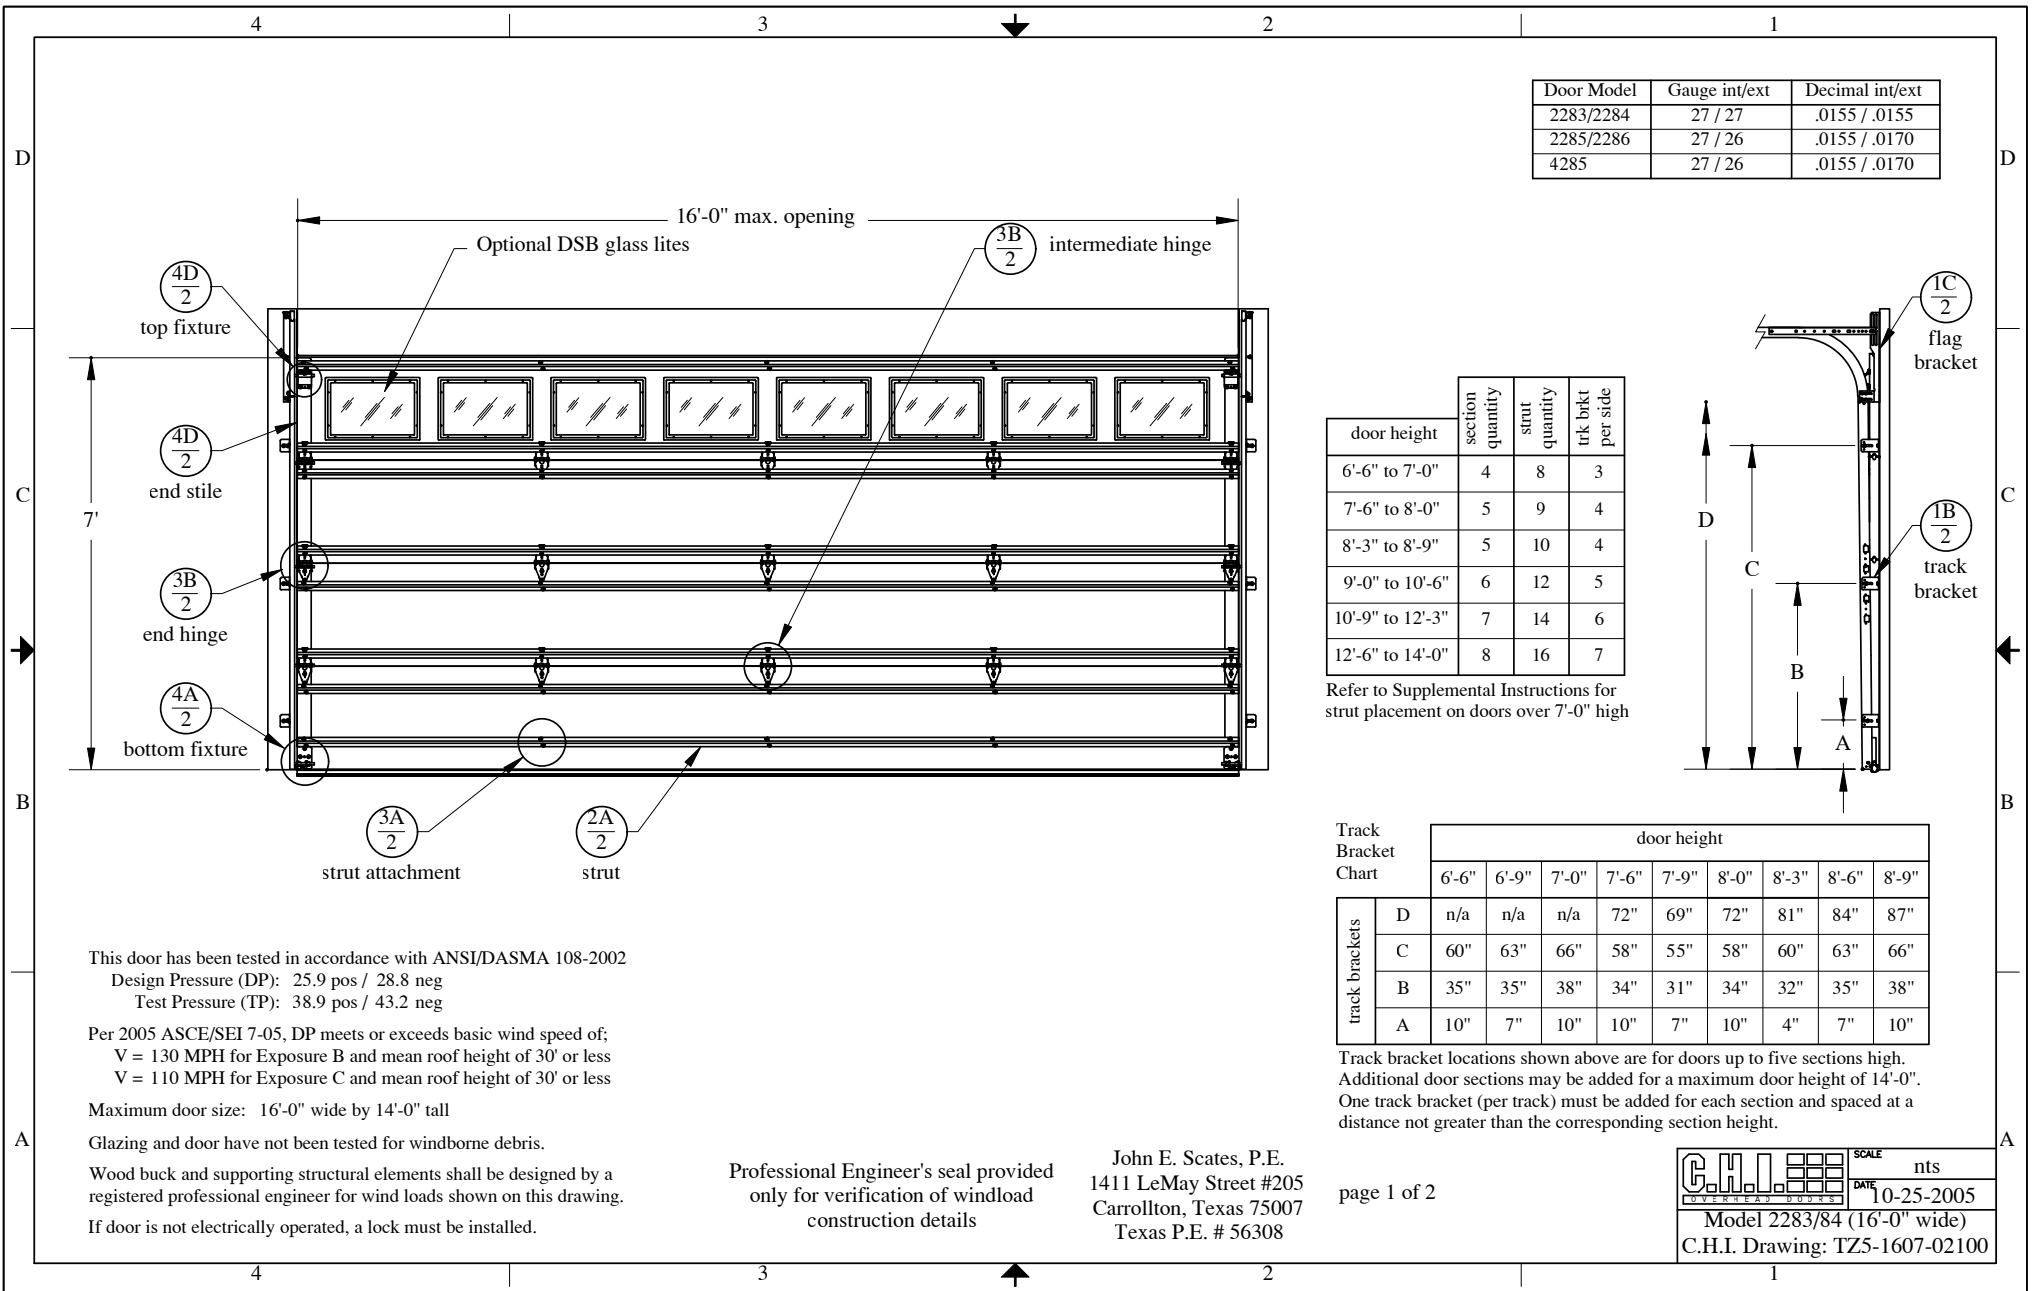 4 3 2 1
Door Model Gauge int/ext Decimal int/ext
2283/2284 27 / 27 .0155 / .0155
2285/2286 27 / 26 .0155 / .0170
4285 27 / 26 .0155 / .0170
D D
16'-0" max. opening
Optional DSB glass lites
3B
2
intermediate hinge
4D
2
top fixture
1C
2
flag
bracket
4D
2
end stile
C C
7'
3B
2
end hinge
4A
2
bottom fixture
3A
2
strut attachment
2A
2
strut
door height section quantity strut quantity trk brkt per side
6'-6" to 7'-0" 4 8 3
7'-6" to 8'-0" 5 9 4
8'-3" to 8'-9" 5 10 4
9'-0" to 10'-6" 6 12 5
10'-9" to 12'-3" 7 14 6
12'-6" to 14'-0" 8 16 7
Refer to Supplemental Instructions for
strut placement on doors over 7'-0" high
D
C
B
A
1B
2
track
bracket
B B
Track
Bracket
Chart
door height
6'-6" 6'-9" 7'-0" 7'-6" 7'-9" 8'-0" 8'-3" 8'-6" 8'-9"
track brackets
D n/a n/a n/a 72" 69" 72" 81" 84" 87"
C 60" 63" 66" 58" 55" 58" 60" 63" 66"
B 35" 35" 38" 34" 31" 34" 32" 35" 38"
A 10" 7" 10" 10" 7" 10" 4" 7" 10"
Track bracket locations shown above are for doors up to five sections high.
Additional door sections may be added for a maximum door height of 14'-0".
One track bracket (per track) must be added for each section and spaced at a
distance not greater than the corresponding section height.
This door has been tested in accordance with ANSI/DASMA 108-2002
Design Pressure (DP): 25.9 pos / 28.8 neg
Test Pressure (TP): 38.9 pos / 43.2 neg
Per 2005 ASCE/SEI 7-05, DP meets or exceeds basic wind speed of;
V = 130 MPH for Exposure B and mean roof height of 30' or less
V = 110 MPH for Exposure C and mean roof height of 30' or less
Maximum door size: 16'-0" wide by 14'-0" tall
A A
Glazing and door have not been tested for windborne debris.
Wood buck and supporting structural elements shall be designed by a
registered professional engineer for wind loads shown on this drawing.
If door is not electrically operated, a lock must be installed.
Professional Engineer's seal provided
only for verification of windload
construction details
John E. Scates, P.E.
1411 LeMay Street #205
Carrollton, Texas 75007
Texas P.E. # 56308
page 1 of 2
C.H.I.
OVERHEAD DOORS
SCALE
nts
DATE
10-25-2005
Model 2283/84 (16'-0" wide)
C.H.I. Drawing: TZ5-1607-02100
4 3 2 1